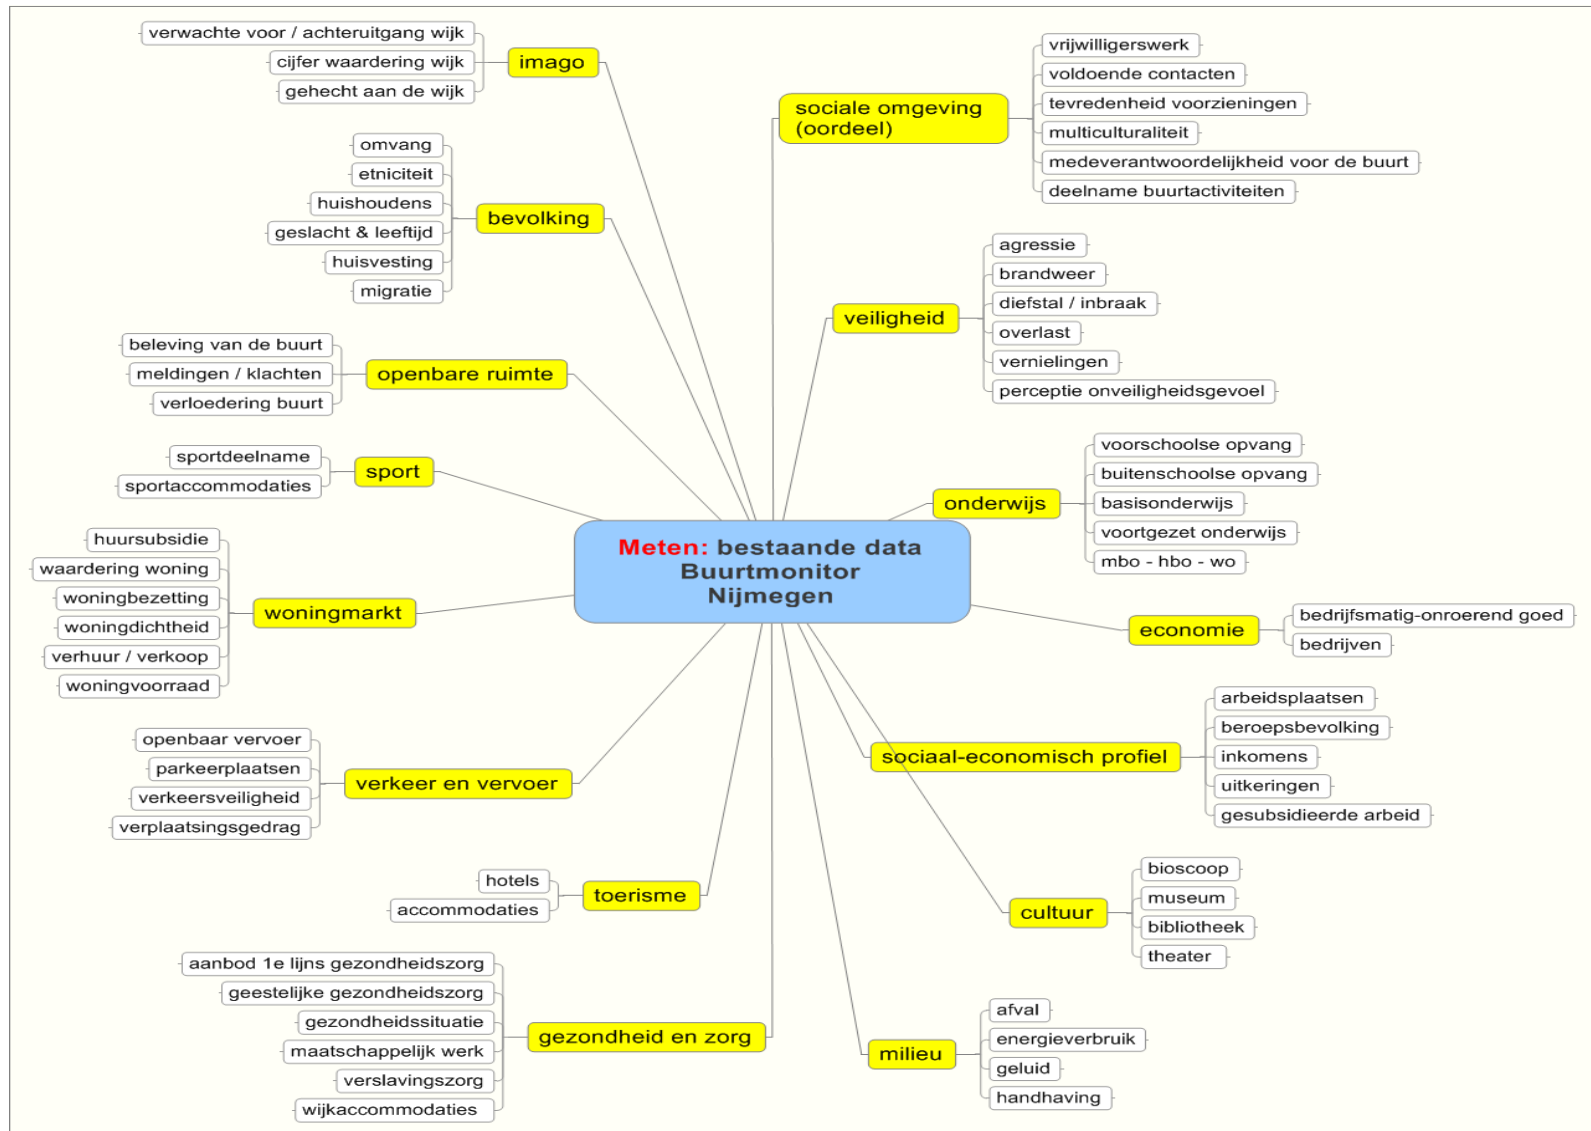 verwachte voor / achteruitgang wijk
cijfer waardering wijk
gehecht aan de wijk
imago
omvang
etniciteit
huishoudens
geslacht & leeftijd
huisvesting
migratie
bevolking
beleving van de buurt
meldingen / klachten
verloedering buurt
openbare ruimte
sportdeelname
sportaccommodaties
sport
huursubsidie
waardering woning
woningbezetting
woningdichtheid
verhuur / verkoop
woningvoorraad
woningmarkt
openbaar vervoer
parkeerplaatsen
verkeersveiligheid
verplaatsingsgedrag
verkeer en vervoer
hotels
accommodaties
toerisme
aanbod 1e lijns gezondheidszorg
geestelijke gezondheidszorg
gezondheidssituatie
maatschappelijk werk
verslavingszorg
wijkaccommodaties
gezondheid en zorg
Meten: bestaande data
Buurtmonitor
Nijmegen
sociale omgeving
(oordeel)
vrijwilligerswerk
voldoende contacten
tevredenheid voorzieningen
multiculturaliteit
medeverantwoordelijkheid voor de buurt
deelname buurtactiviteiten
veiligheid
agressie
brandweer
diefstal / inbraak
overlast
vernielingen
perceptie onveiligheidsgevoel
onderwijs
voorschoolse opvang
buitenschoolse opvang
basisonderwijs
voortgezet onderwijs
mbo - hbo - wo
economie
bedrijfsmatig-onroerend goed
bedrijven
sociaal-economisch profiel
arbeidsplaatsen
beroepsbevolking
inkomens
uitkeringen
gesubsidieerde arbeid
cultuur
bioscoop
museum
bibliotheek
theater
milieu
afval
energieverbruik
geluid
handhaving